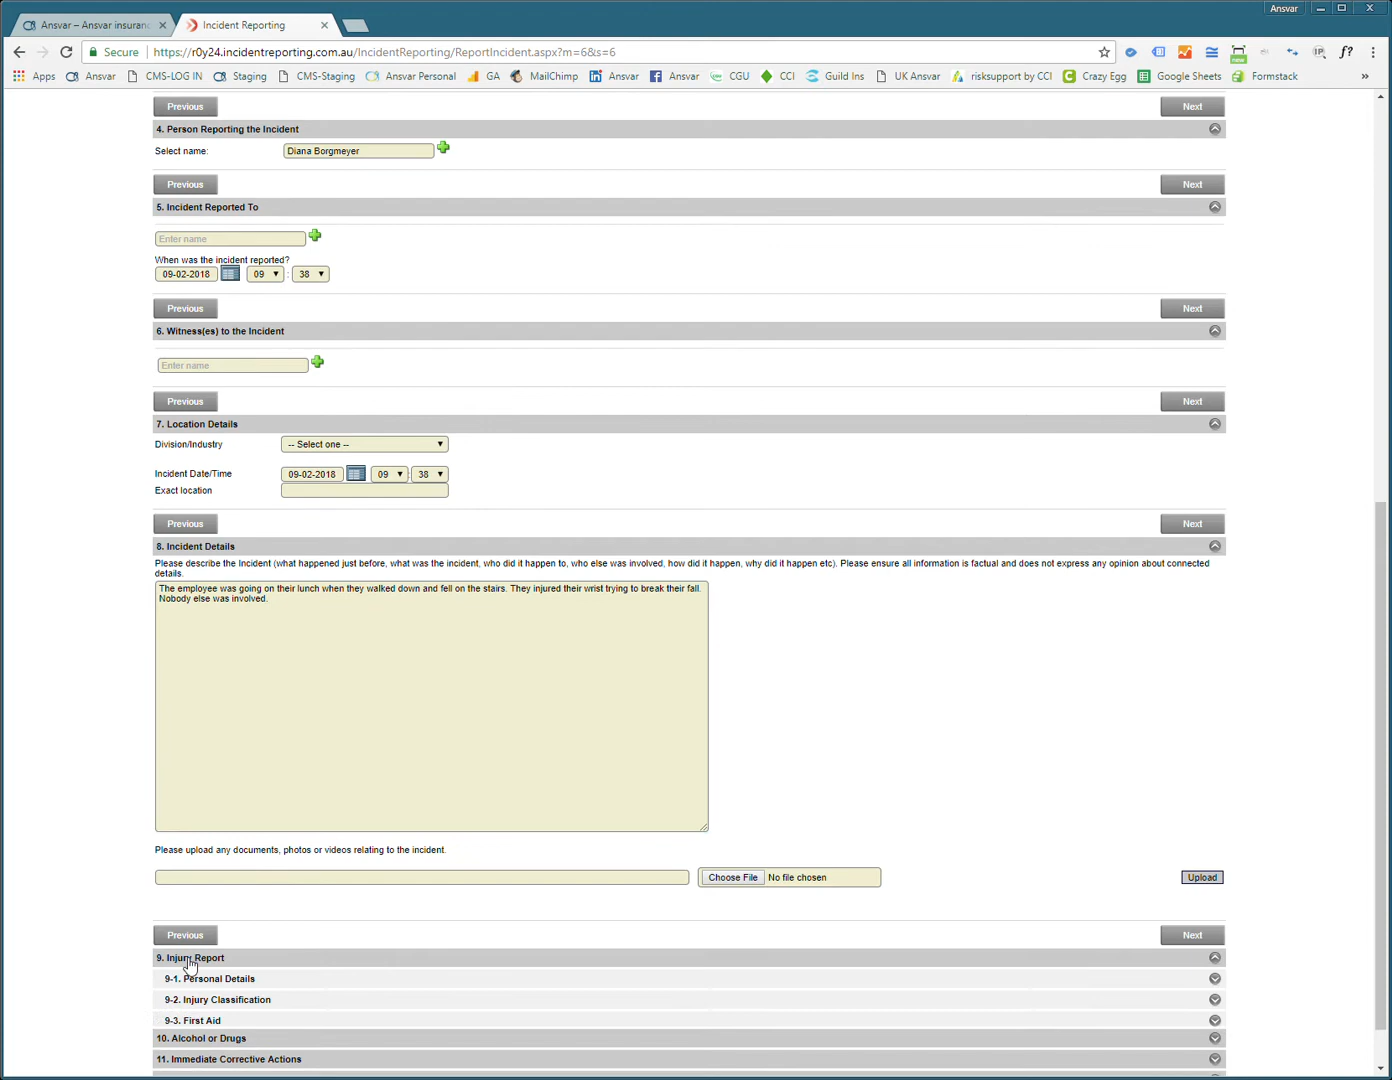 Ansvar
Ansvar – Ansvar insuranc
Incident Reporting
Secure
https://r0y24.incidentreporting.com.au/IncidentReporting/ReportIncident.aspx?m=6&s=6
IP
f?
Apps
Ansvar
CMS-LOG IN
Staging
CMS-Staging
Ansvar Personal
GA
MailChimp
Ansvar
Ansvar
CGU
CCI
Guild Ins
UK Ansvar
risksupport by CCI
Crazy Egg
Google Sheets
Formstack
»
new
Previous
Next
4. Person Reporting the Incident
Select name:
Diana Borgmeyer
Previous
Next
5. Incident Reported To
Enter name
When was the incident reported?
09-02-2018
09
:
38
Previous
Next
6. Witness(es) to the Incident
Enter name
Previous
Next
7. Location Details
Division/Industry
-- Select one --
Incident Date/Time
09-02-2018
09
:
38
Exact location
Previous
Next
8. Incident Details
Please describe the Incident (what happened just before, what was the incident, who did it happen to, who else was involved, how did it happen, why did it happen etc). Please ensure all information is factual and does not express any opinion about connected
details.
The employee was going on their lunch when they walked down and fell on the stairs. They injured their wrist trying to break their fall.
Nobody else was involved.
Please upload any documents, photos or videos relating to the incident.
Choose File
No file chosen
Upload
Previous
Next
9. Injury Report
9-1. Personal Details
9-2. Injury Classification
9-3. First Aid
10. Alcohol or Drugs
11. Immediate Corrective Actions